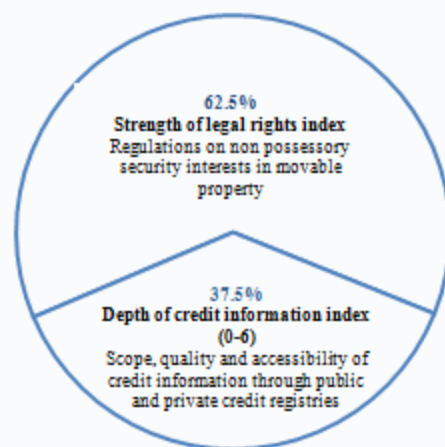 62.5%
Strength of legal rights index
Regulations on non possessory
security interests in movable
property
37.5%
Depth of credit information index
(0-6)
Scope, quality and accessibility of
credit information through public
and private credit registries